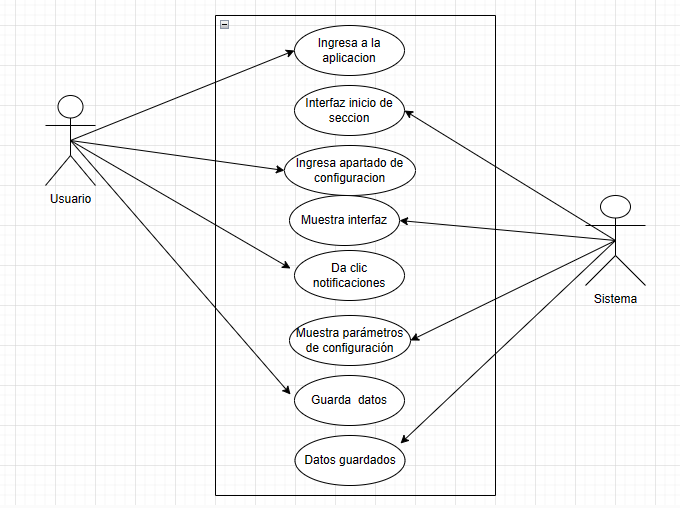 Ingresa a la
aplicacion
Interfaz inicio de
seccion
Ingresa apartado de
configuracion
Usuario
Muestra interfaz
Da clic
notificaciones
Sistema
Muestra parámetros
de configuración
Guarda datos
Datos guardados